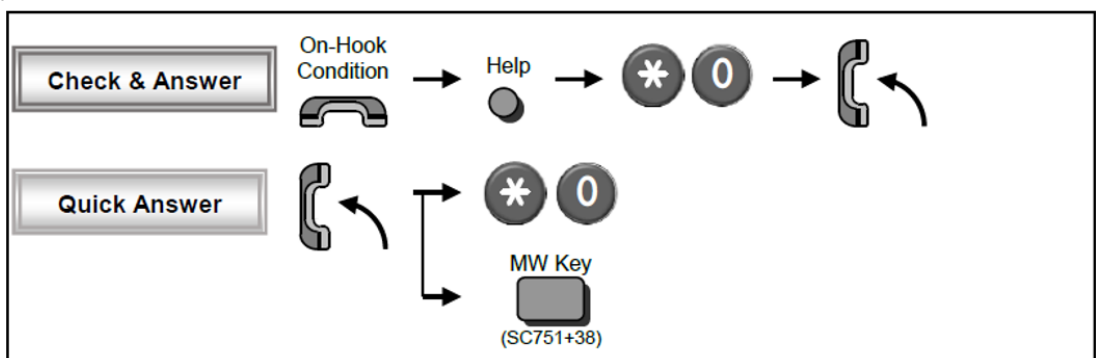 Check & Answer
On-Hook
Condition
Help
* 0
Quick Answer
* 0
MW Key
(SC751+38)